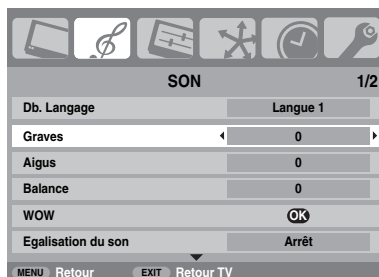 SON 1/2
Db. Langage Langue 1
Graves 0
Aigus 0
Balance 0
WOW OK
Egalisation du son Arrêt
MENU Retour EXIT Retour TV